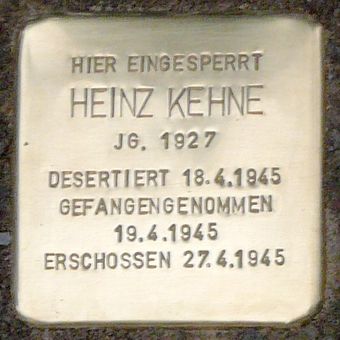 HIER EINGESPERRT
HEINZ KEHNE
JG. 1927
DESERTIERT 18.4.1945
GEFANGENGENOMMEN
19.4.1945
ERSCHOSSEN 27.4.1945